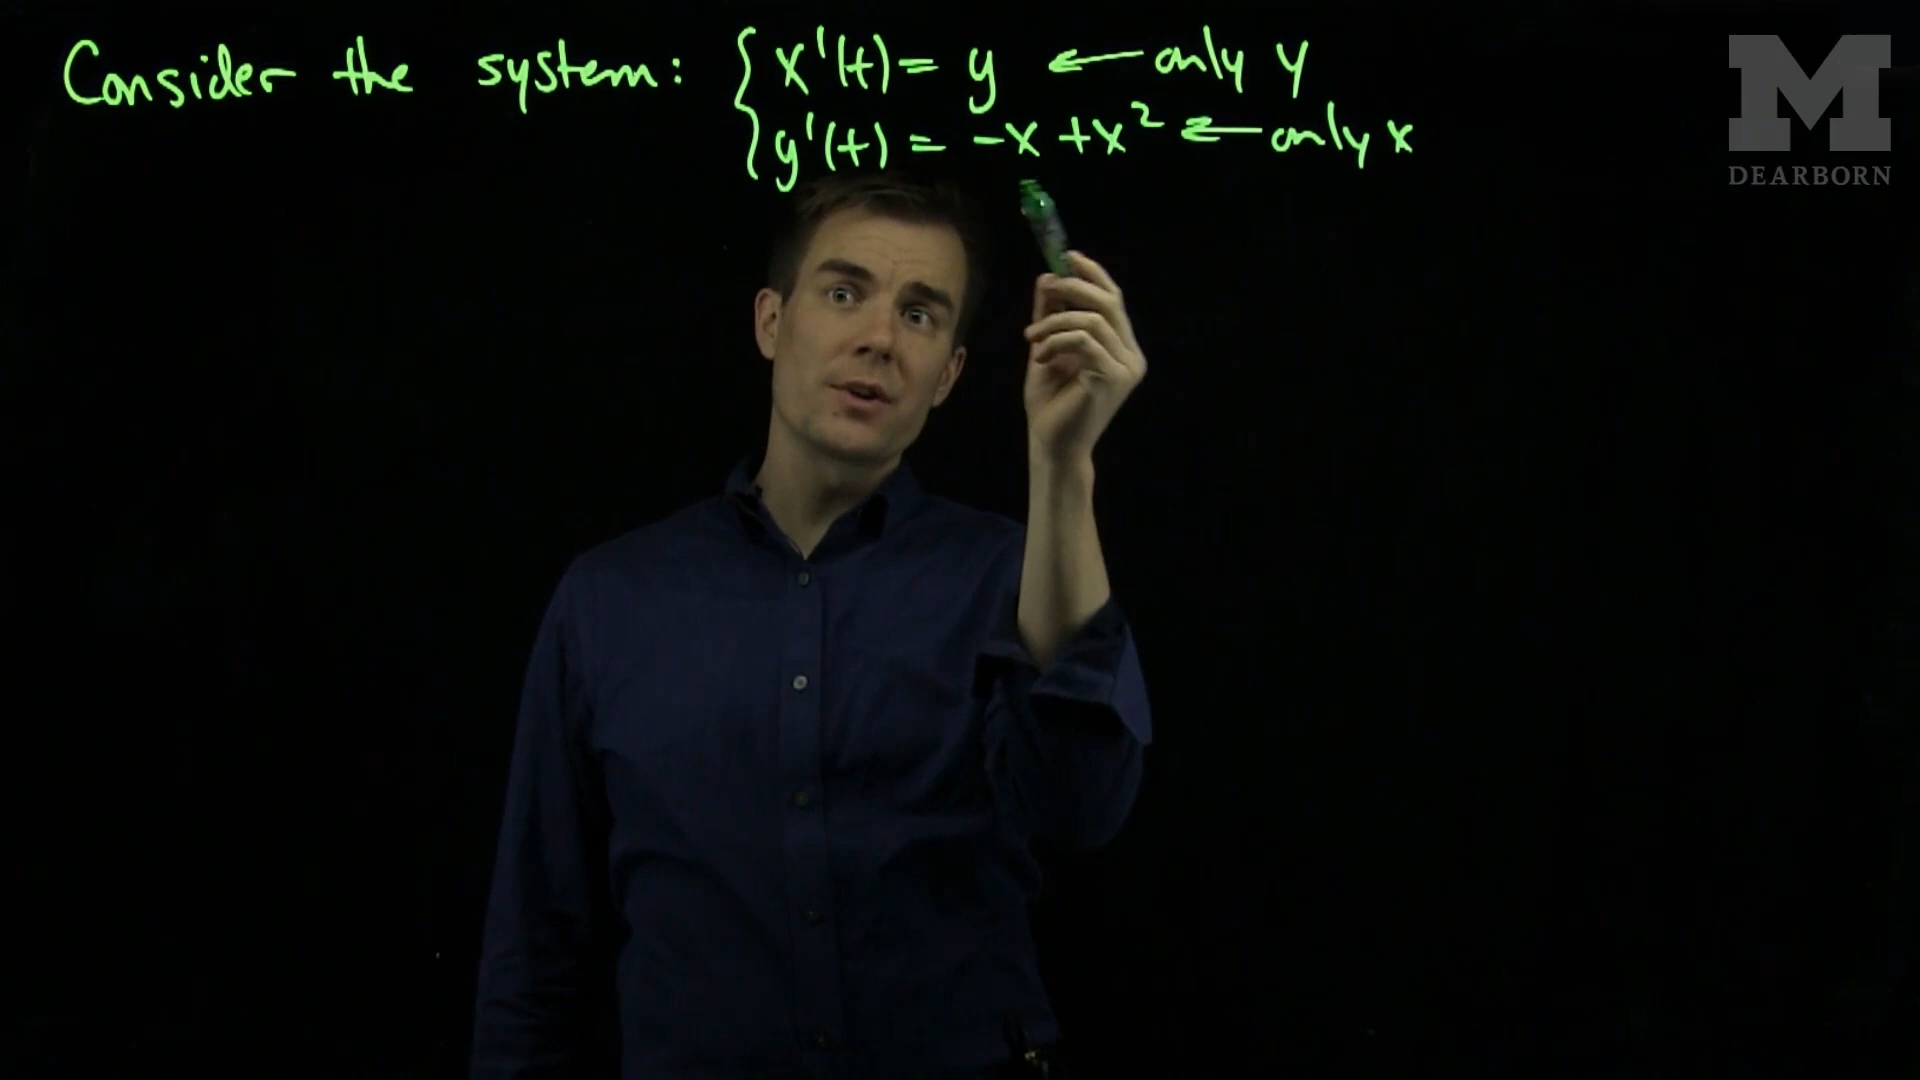 Consider the system: { x'(t) = y ← only y
y'(t) = -x + x² ← only x
M
DEARBORN